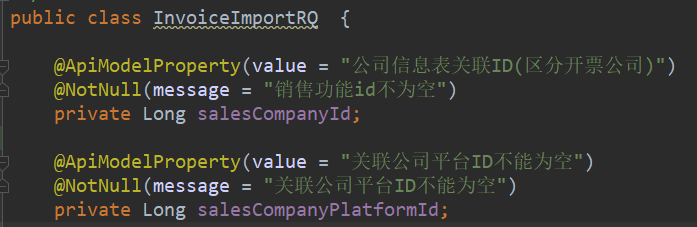 public class InvoiceImportRQ  {
@ApiModelProperty(value = "公司信息表关联ID(区分开票公司)")
@NotNull(message = "销售功能id不为空")
private Long salesCompanyId;
@ApiModelProperty(value = "关联公司平台ID不能为空")
@NotNull(message = "关联公司平台ID不能为空")
private Long salesCompanyPlatformId;